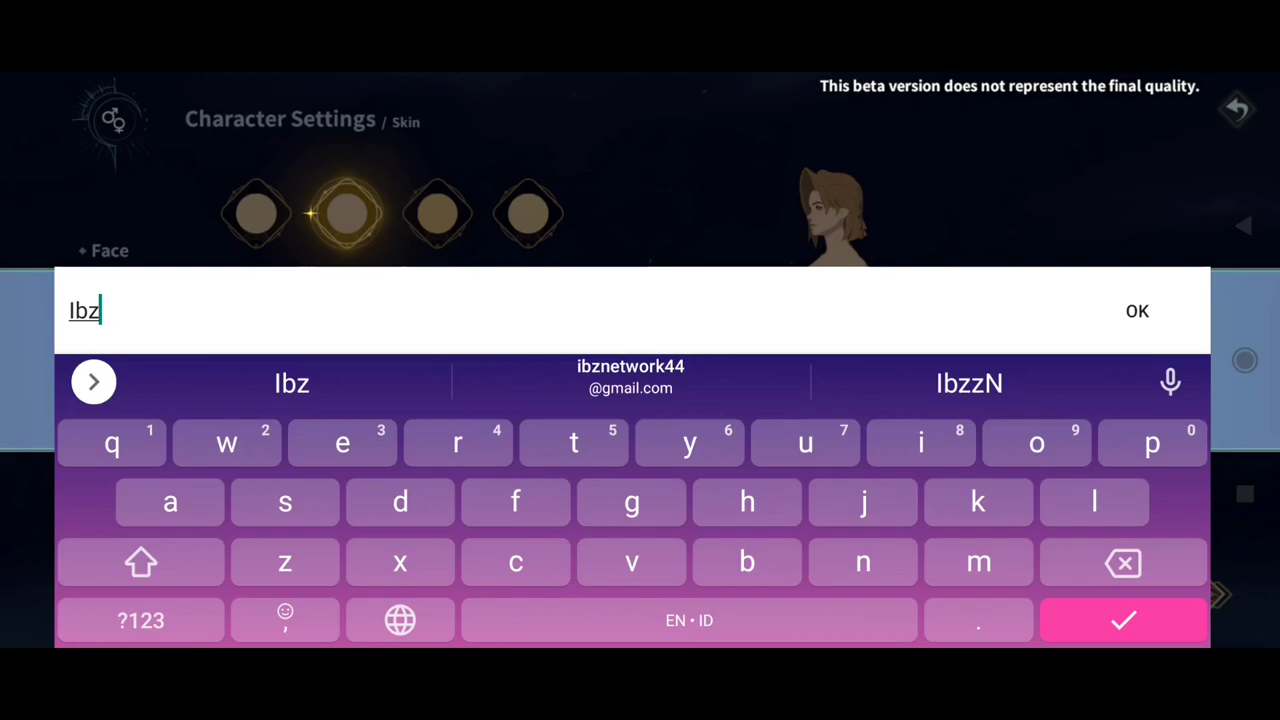 This beta version does not represent the final quality.
Character Settings / Skin
Face
Ibz
OK
Ibz
ibznetwork44
@gmail.com
IbzzN
q 1 w 2 e 3 r 4 t 5 y 6 u 7 i 8 o 9 p 0
a s d f g h j k l
z x c v b n m
?123 , EN • ID .